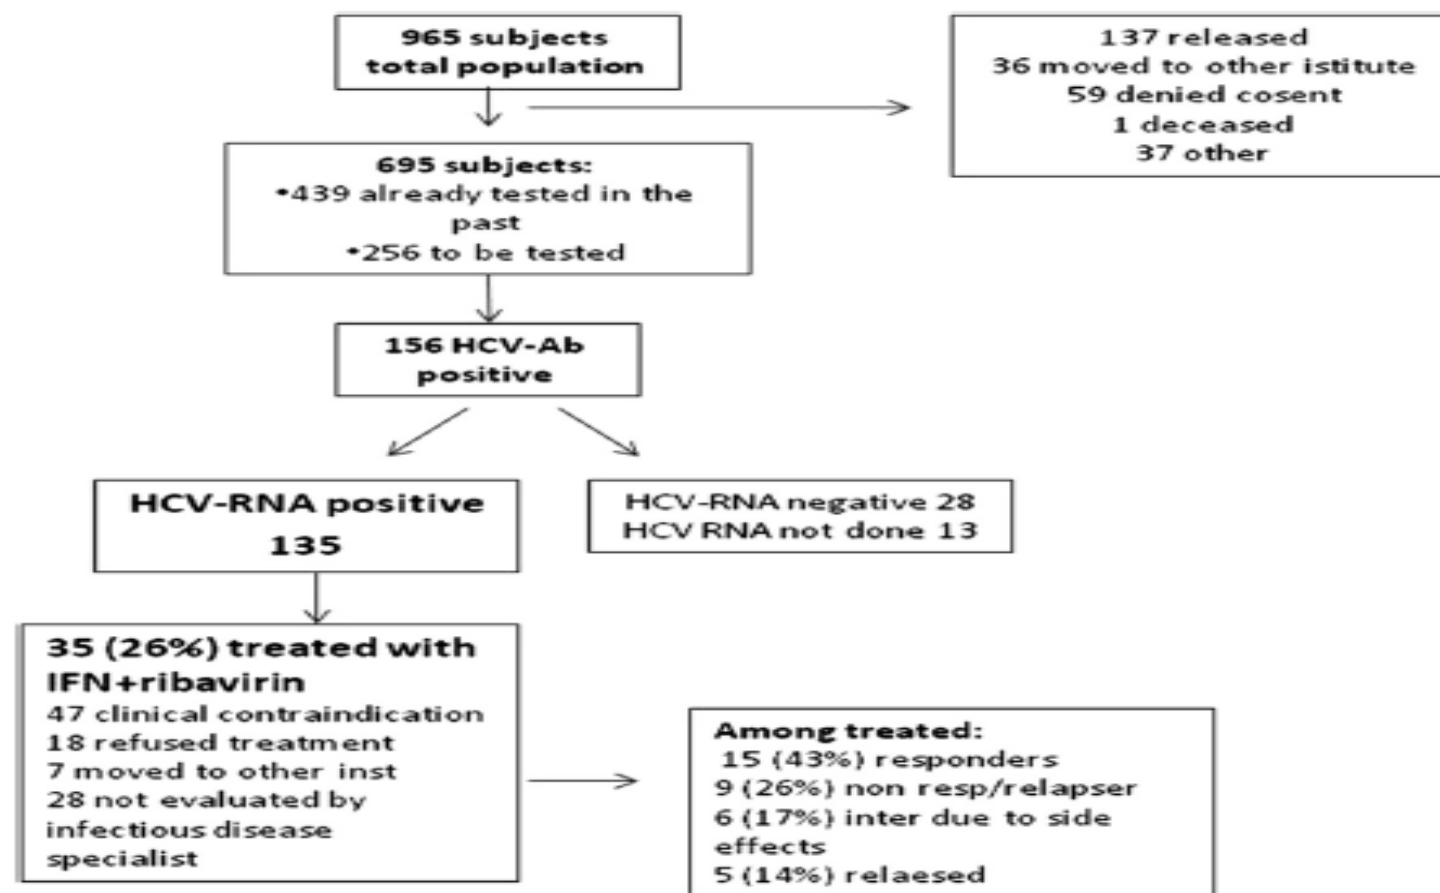 965 subjects
total population
137 released
36 moved to other istitute
59 denied cosent
1 deceased
37 other
695 subjects:
•439 already tested in the
past
•256 to be tested
156 HCV-Ab
positive
HCV-RNA positive
135
HCV-RNA negative 28
HCV RNA not done 13
35 (26%) treated with
IFN+ribavirin
47 clinical contraindication
18 refused treatment
7 moved to other inst
28 not evaluated by
infectious disease
specialist
Among treated:
15 (43%) responders
9 (26%) non resp/relapser
6 (17%) inter due to side
effects
5 (14%) relaesed